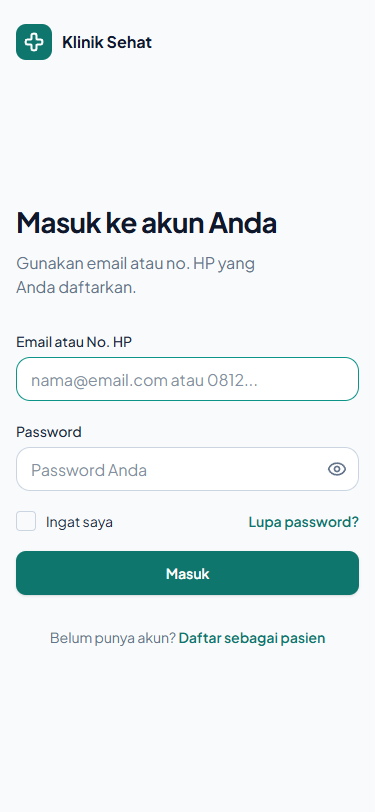 Klinik Sehat
Masuk ke akun Anda
Gunakan email atau no. HP yang
Anda daftarkan.
Email atau No. HP
nama@email.com atau 0812...
Password
Password Anda
Ingat saya
Lupa password?
Masuk
Belum punya akun? Daftar sebagai pasien